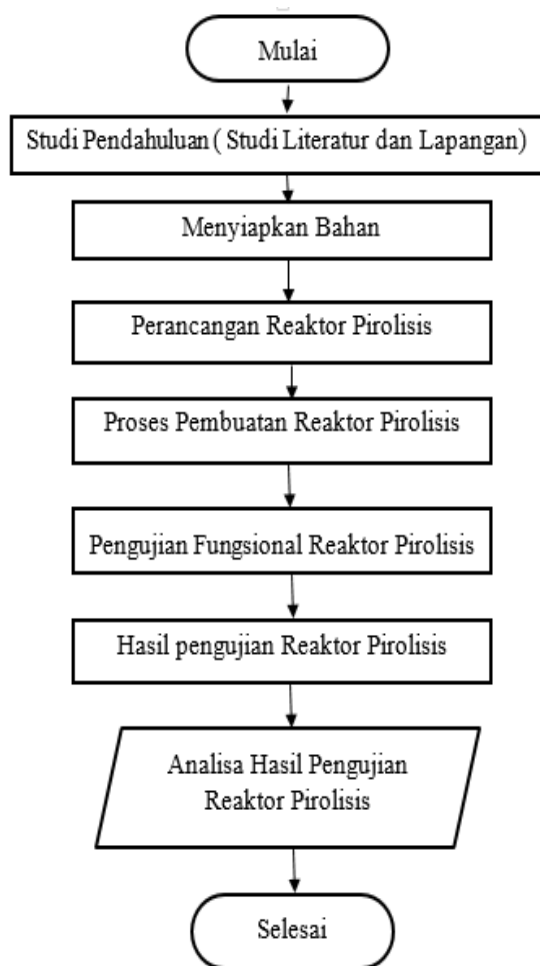 Mulai
Studi Pendahuluan ( Studi Literatur dan Lapangan)
Menyiapkan Bahan
Perancangan Reaktor Pirolisis
Proses Pembuatan Reaktor Pirolisis
Pengujian Fungsional Reaktor Pirolisis
Hasil pengujian Reaktor Pirolisis
Analisa Hasil Pengujian
Reaktor Pirolisis
Selesai